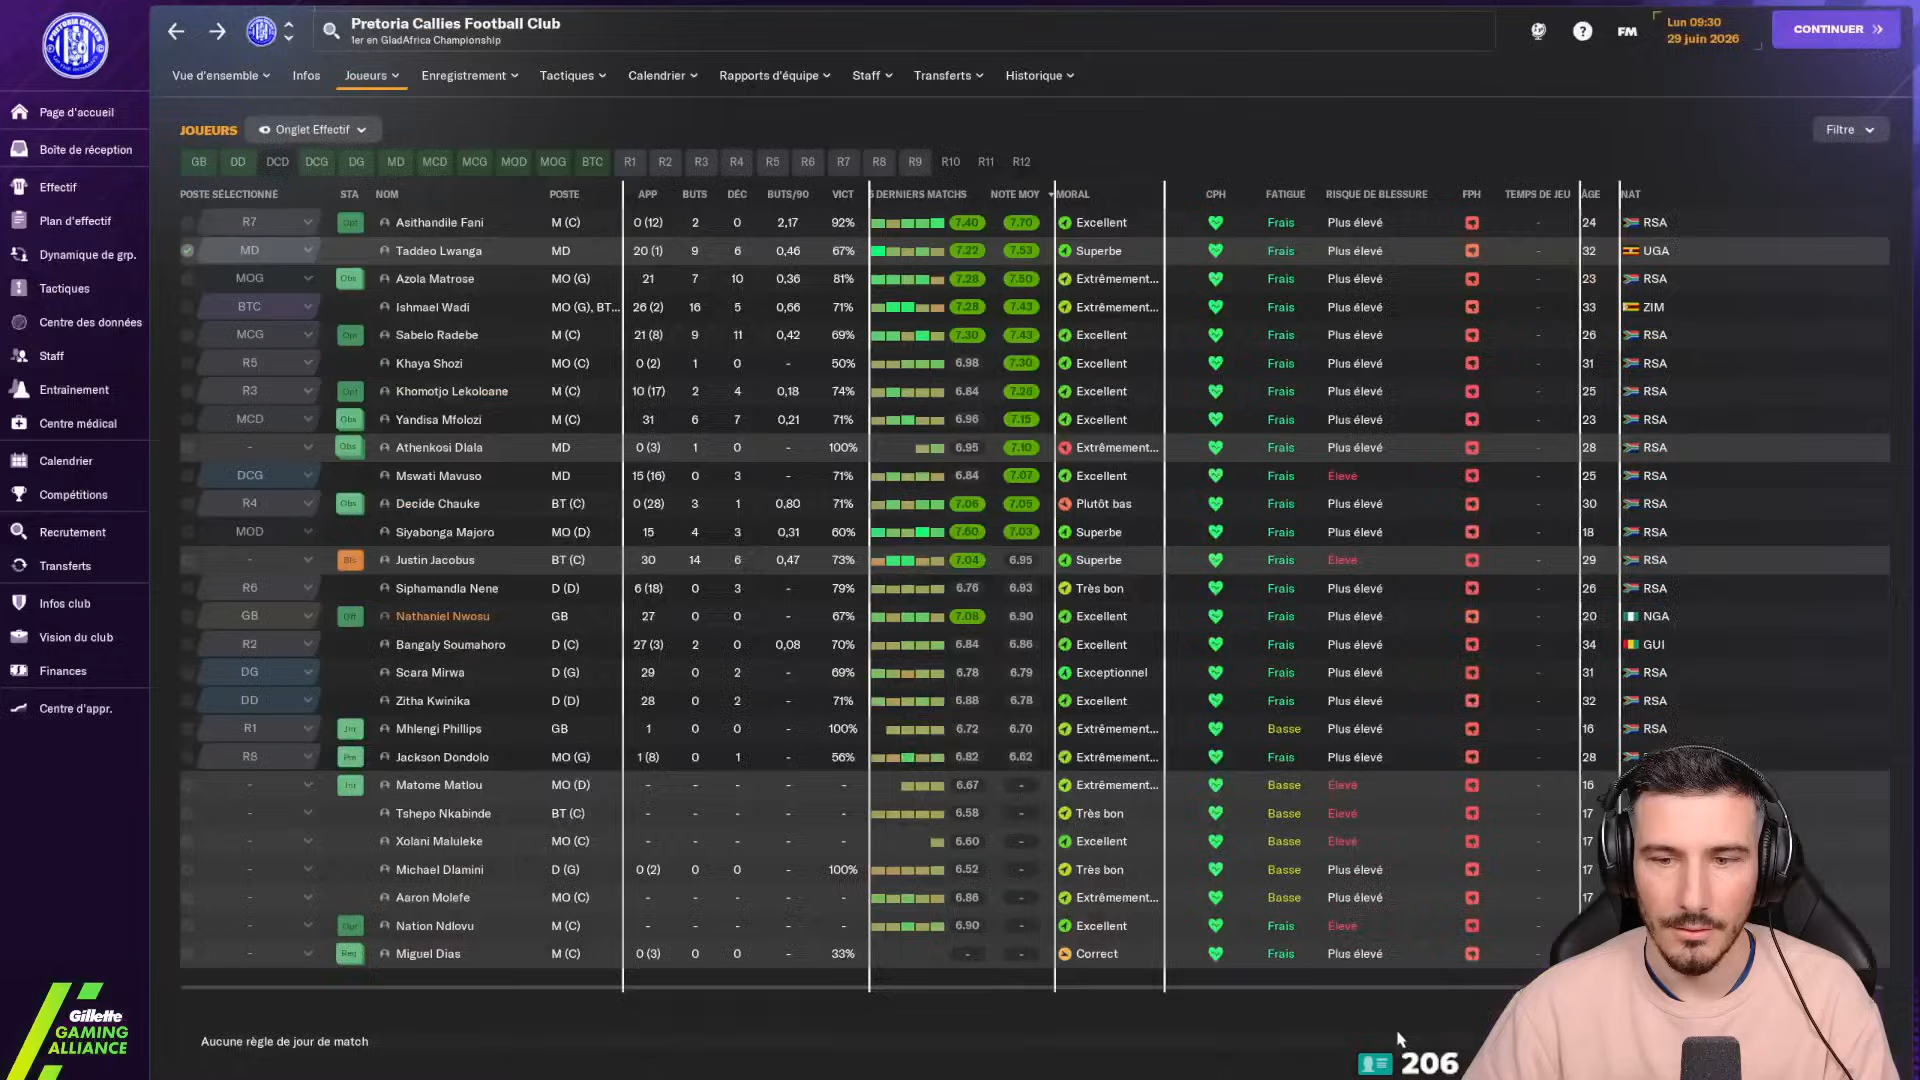 Pretoria Callies Football Club
1er en GladAfrica Championship
Lun 09:30
29 juin 2026
CONTINUER
FM
Vue d'ensemble Infos Joueurs Enregistrement Tactiques Calendrier Rapports d'équipe Staff Transferts Historique
Page d'accueil
Boîte de réception
Effectif
Plan d'effectif
Dynamique de grp.
Tactiques
Centre des données
Staff
Entraînement
Centre médical
Calendrier
Compétitions
Recrutement
Transferts
Infos club
Vision du club
Finances
Centre d'appr.
Gillette
GAMING
ALLIANCE
JOUEURS Onglet Effectif Filtre
GB DD DCD DCG DG MD MCD MCG MOD MOG BTC R1 R2 R3 R4 R5 R6 R7 R8 R9 R10 R11 R12
POSTE SÉLECTIONNÉ STA NOM POSTE APP BUTS DÉC BUTS/90 VICT 5 DERNIERS MATCHS NOTE MOY MORAL CPH FATIGUE RISQUE DE BLESSURE FPH TEMPS DE JEU ÂGE NAT
R7 Opt Asithandile Fani M (C) 0 (12) 2 0 2,17 92% 7.40 7.70 Excellent Frais Plus élevé - 24 RSA
MD Taddeo Lwanga MD 20 (1) 9 6 0,46 67% 7.22 7.53 Superbe Frais Plus élevé - 32 UGA
MOG Obs Azola Matrose MO (G) 21 7 10 0,36 81% 7.28 7.50 Extrêmement... Frais Plus élevé - 23 RSA
BTC Ishmael Wadi MO (G), BT... 26 (2) 16 5 0,66 71% 7.28 7.43 Extrêmement... Frais Plus élevé - 33 ZIM
MCG Opt Sabelo Radebe M (C) 21 (8) 9 11 0,42 69% 7.30 7.43 Excellent Frais Plus élevé - 26 RSA
R5 Khaya Shozi MO (C) 0 (2) 1 0 - 50% 6.98 7.30 Excellent Frais Plus élevé - 31 RSA
R3 Opt Khomotjo Lekoloane M (C) 10 (17) 2 4 0,18 74% 6.84 7.26 Excellent Frais Plus élevé - 25 RSA
MCD Obs Yandisa Mfolozi M (C) 31 6 7 0,21 71% 6.96 7.15 Excellent Frais Plus élevé - 23 RSA
- Obs Athenkosi Dlala MD 0 (3) 1 0 - 100% 6.95 7.10 Extrêmement... Frais Plus élevé - 28 RSA
DCG Mswati Mavuso MD 15 (16) 0 3 - 71% 6.84 7.07 Excellent Frais Élevé - 25 RSA
R4 Obs Decide Chauke BT (C) 0 (28) 3 1 0,80 71% 7.06 7.05 Plutôt bas Frais Plus élevé - 30 RSA
MOD Siyabonga Majoro MO (D) 15 4 3 0,31 60% 7.60 7.03 Superbe Frais Plus élevé - 18 RSA
- Bls Justin Jacobus BT (C) 30 14 6 0,47 73% 7.04 6.95 Superbe Frais Élevé - 29 RSA
R6 Siphamandla Nene D (D) 6 (18) 0 3 - 79% 6.76 6.93 Très bon Frais Plus élevé - 26 RSA
GB Off Nathaniel Nwosu GB 27 0 0 - 67% 7.08 6.90 Excellent Frais Plus élevé - 20 NGA
R2 Bangaly Soumahoro D (C) 27 (3) 2 0 0,08 70% 6.84 6.86 Excellent Frais Plus élevé - 34 GUI
DG Scara Mirwa D (G) 29 0 2 - 69% 6.78 6.79 Exceptionnel Frais Plus élevé - 31 RSA
DD Zitha Kwinika D (D) 28 0 2 - 71% 6.88 6.78 Excellent Frais Plus élevé - 32 RSA
R1 Mhlengi Phillips GB 1 0 0 - 100% 6.72 6.70 Extrêmement... Basse Plus élevé - 16 RSA
R8 Jackson Dondolo MO (G) 1 (8) 0 1 - 56% 6.82 6.62 Extrêmement... Frais Plus élevé - 28
- Matome Matlou MO (D) - - - - - 6.67 - Extrêmement... Basse Élevé - 16
- Tshepo Nkabinde BT (C) - - - - - 6.58 - Très bon Basse Élevé - 17
- Xolani Maluleke MO (C) - - - - - 6.60 - Excellent Basse Élevé - 17
- Michael Dlamini D (G) 0 (2) 0 0 - 100% 6.52 - Très bon Basse Plus élevé - 17
- Aaron Molefe MO (C) - - - - - 6.86 - Extrêmement... Basse Plus élevé - 17
- Opt Nation Ndlovu M (C) - - - - - 6.90 - Excellent Frais Élevé -
- Reg Miguel Dias M (C) 0 (3) 0 0 - 33% - - Correct Frais Plus élevé -
Aucune règle de jour de match
206